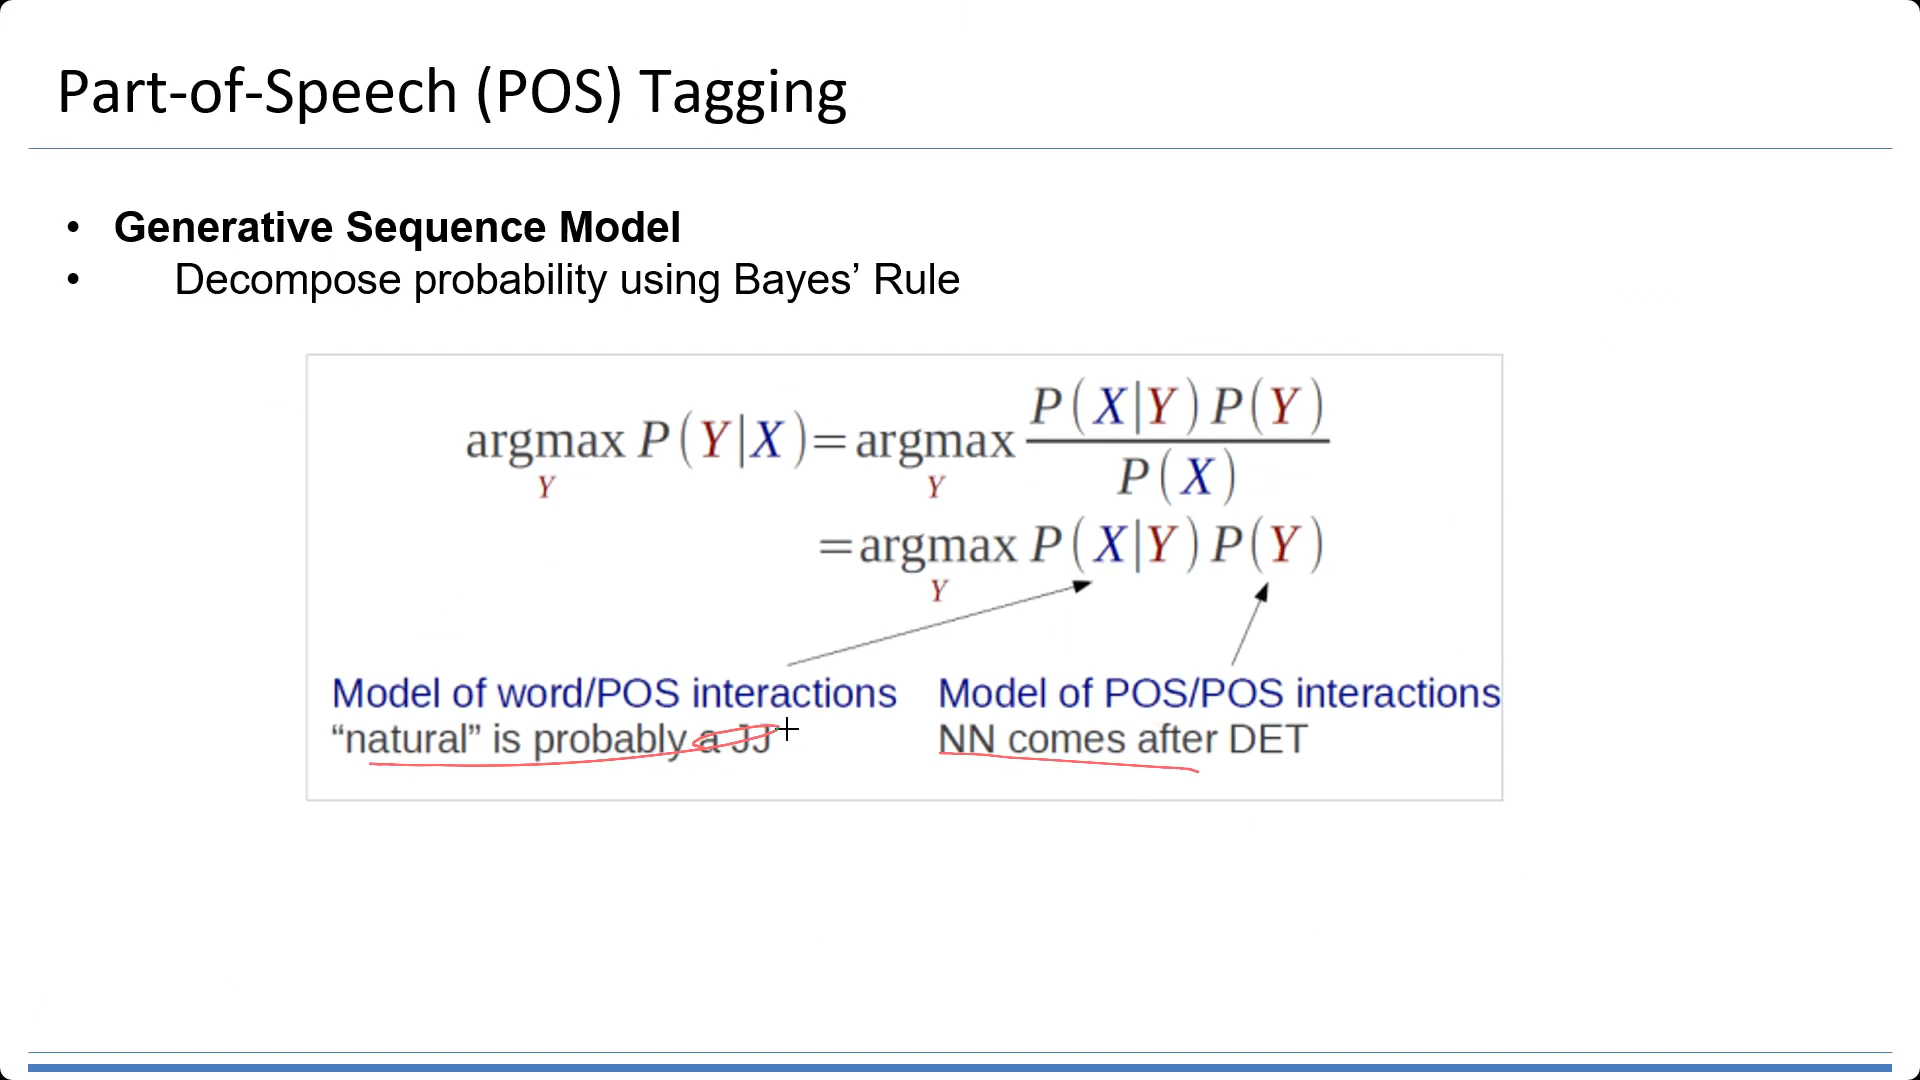 Part-of-Speech (POS) Tagging
• Generative Sequence Model
• Decompose probability using Bayes’ Rule
argmax P(Y|X)=argmax P(X|Y)P(Y)
Y Y P(X)
=argmax P(X|Y)P(Y)
Y
Model of word/POS interactions Model of POS/POS interactions
“natural” is probably a JJ NN comes after DET